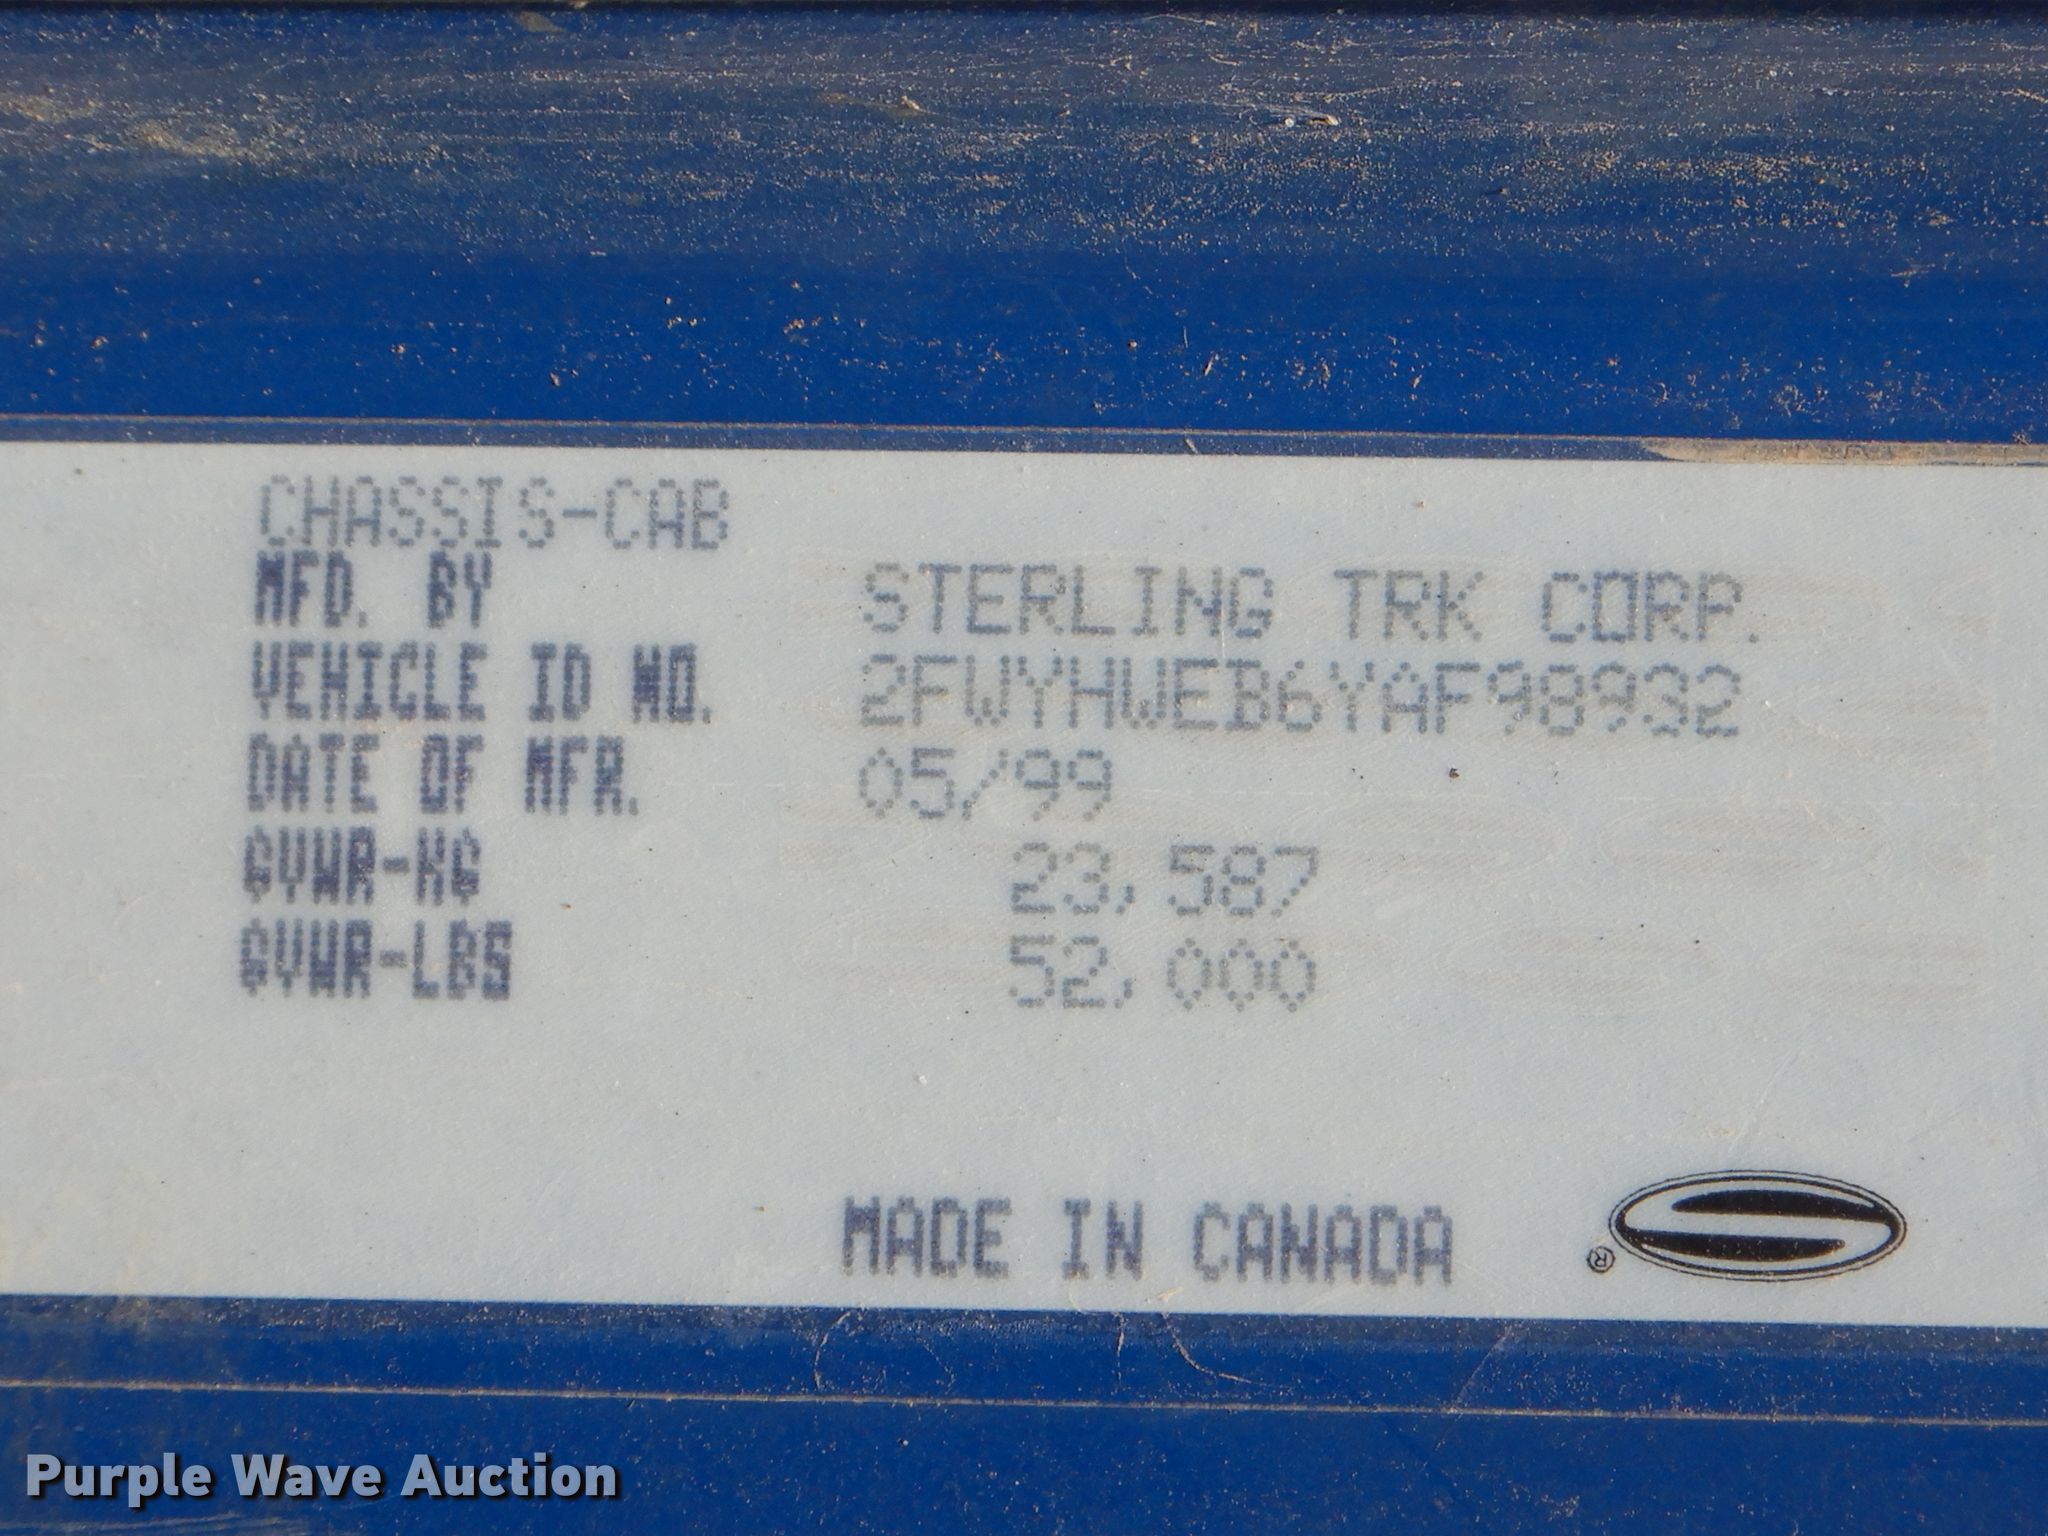 CHASSIS-CAB
MFD. BY STERLING TRK CORP.
VEHICLE ID NO. 2FWYHWEB6YAF98932
DATE OF MFR. 05/99
GVWR-KG 23,587
GVWR-LBS 52,000
MADE IN CANADA ®
Purple Wave Auction